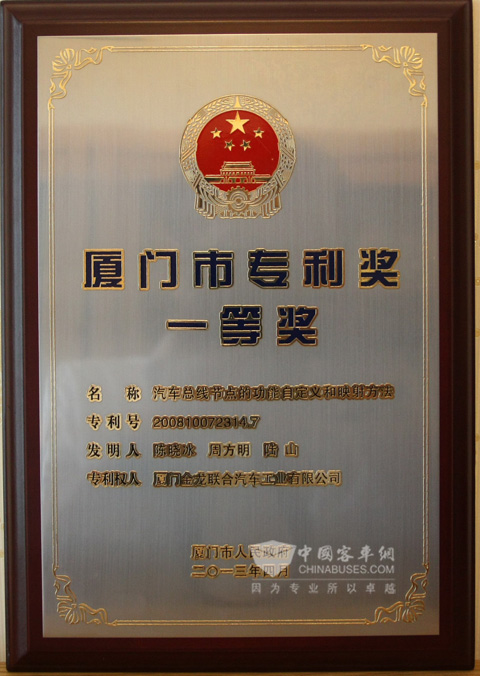 厦门市专利奖
一等奖
名 称 汽车总线节点的功能自定义和映射方法
专利号 200810072314.7
发明人 陈晓冰 周方明 陆山
专利权人 厦门金龙联合汽车工业有限公司
厦门市人民政府
二〇一三年四月
中國客車網
CHINABUSES.COM
因为专业所以卓越